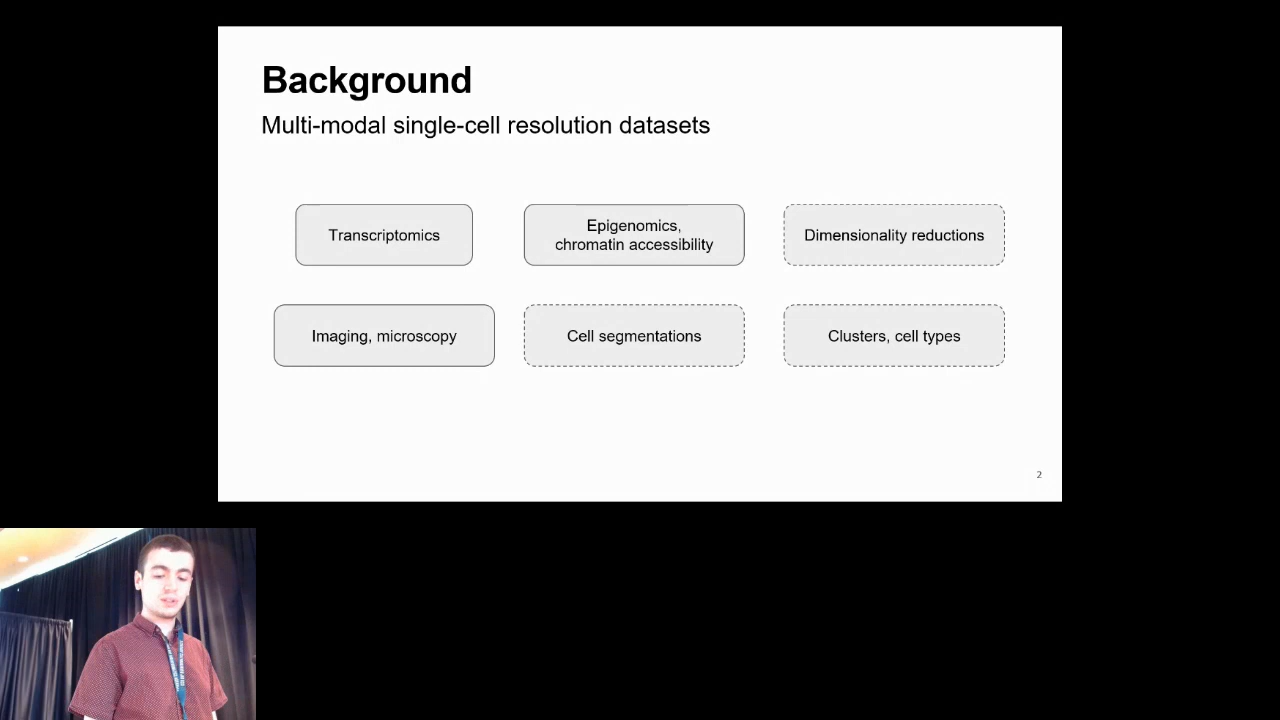 Background
Multi-modal single-cell resolution datasets
Transcriptomics
Epigenomics,
chromatin accessibility
Dimensionality reductions
Imaging, microscopy
Cell segmentations
Clusters, cell types
2